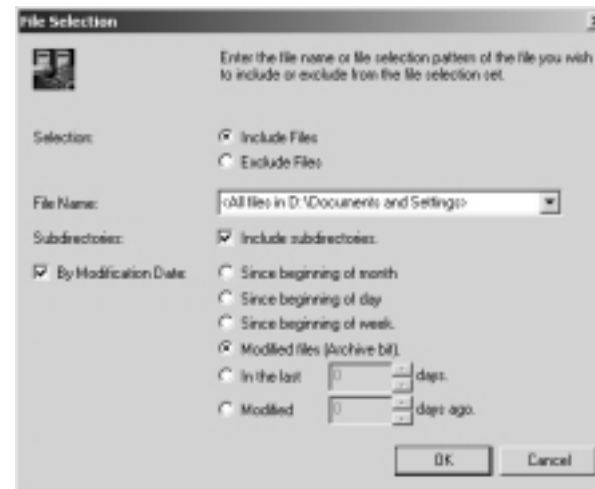 File Selection
Enter the file name or file selection pattern of the file you wish
to include or exclude from the file selection set.
Selection:
Include Files
Exclude Files
File Name:
<All files in D:\Documents and Settings>
Subdirectories:
Include subdirectories.
By Modification Date:
Since beginning of month
Since beginning of day
Since beginning of week.
Modified files (Archive bit).
In the last 0 days.
Modified 0 days ago.
OK Cancel